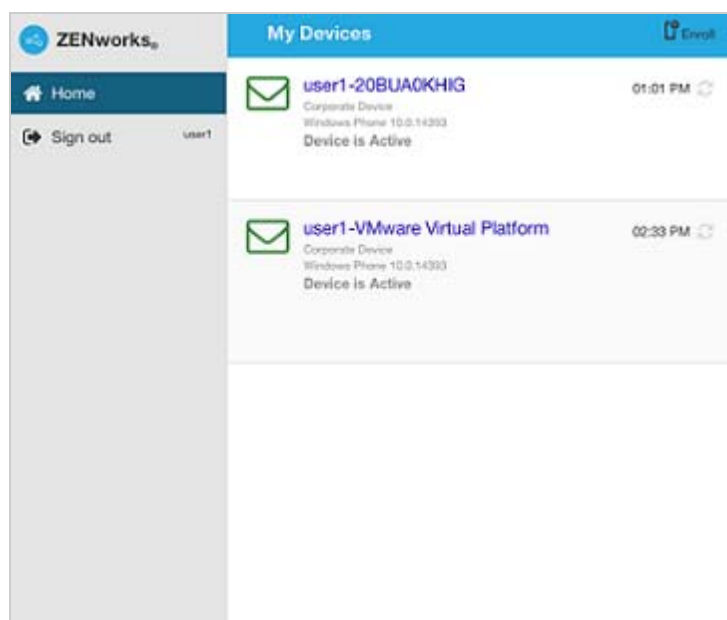 ZENworks®
Home
Sign out
user1
My Devices
Enroll
user1-20BUA0KHIG
01:01 PM
Corporate Device
Windows Phone 10.0.14393
Device is Active
user1-VMware Virtual Platform
02:33 PM
Corporate Device
Windows Phone 10.0.14393
Device is Active